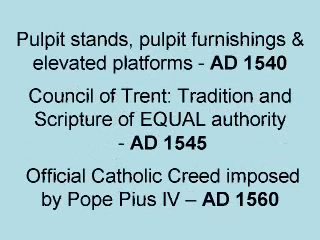 Pulpit stands, pulpit furnishings &
elevated platforms - AD 1540
Council of Trent: Tradition and
Scripture of EQUAL authority
- AD 1545
Official Catholic Creed imposed
by Pope Pius IV – AD 1560